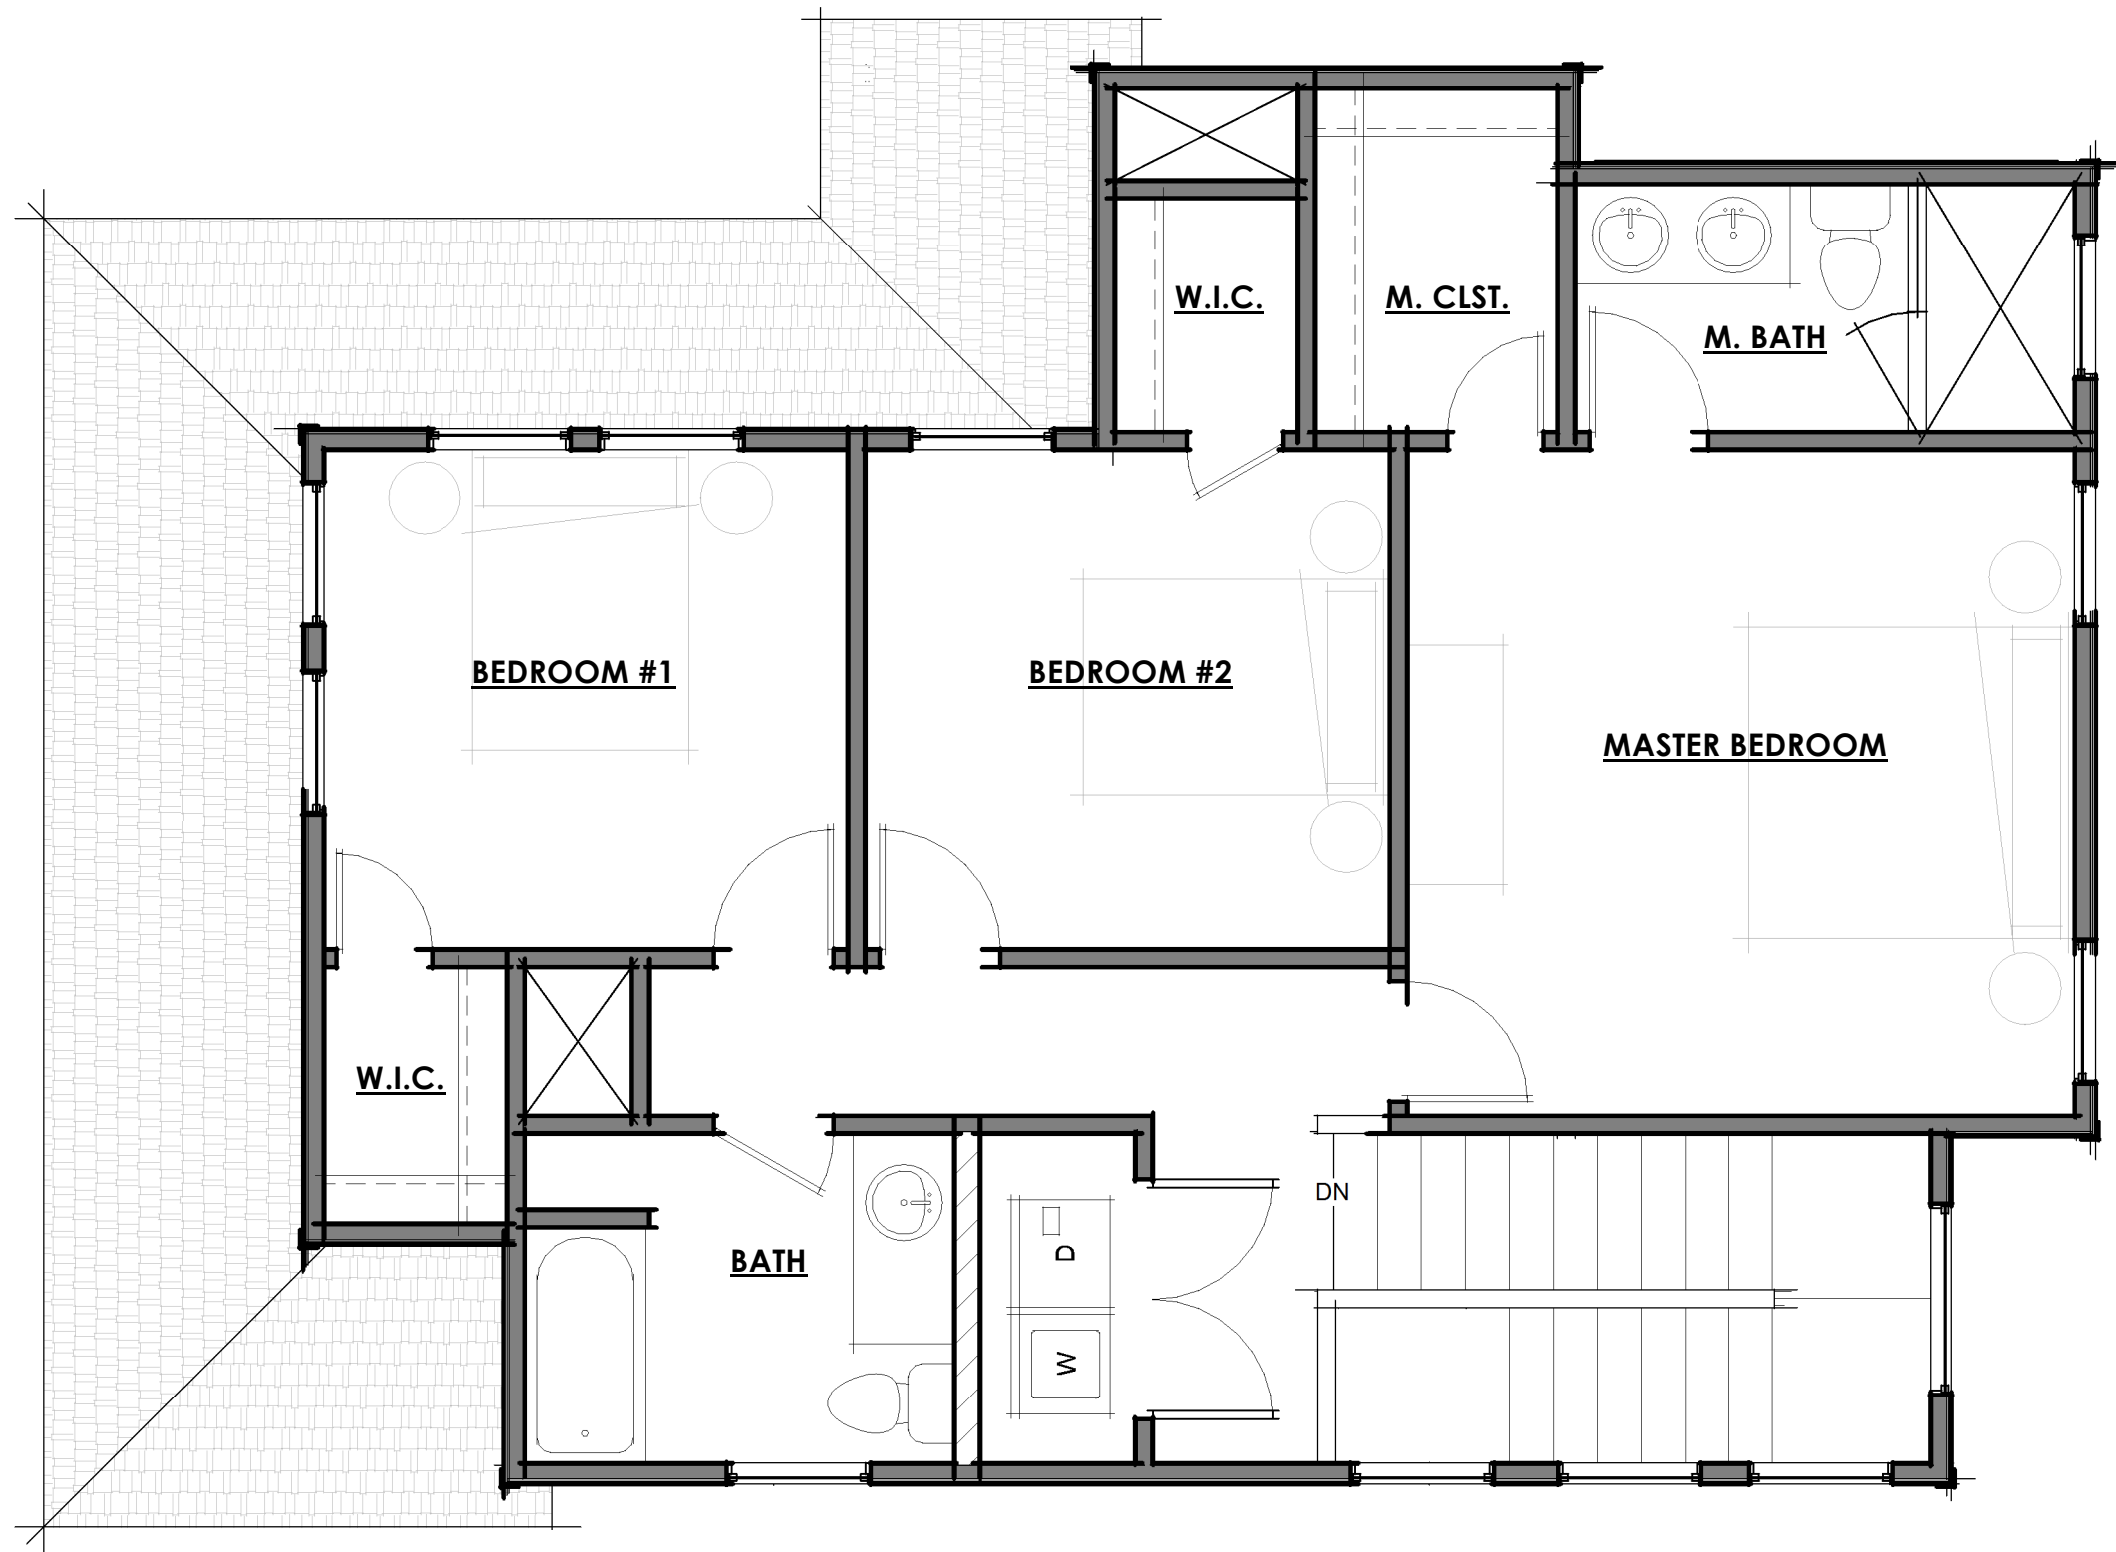 W.I.C.
M. CLST.
M. BATH
BEDROOM #1
BEDROOM #2
MASTER BEDROOM
W.I.C.
DN
BATH
D
W